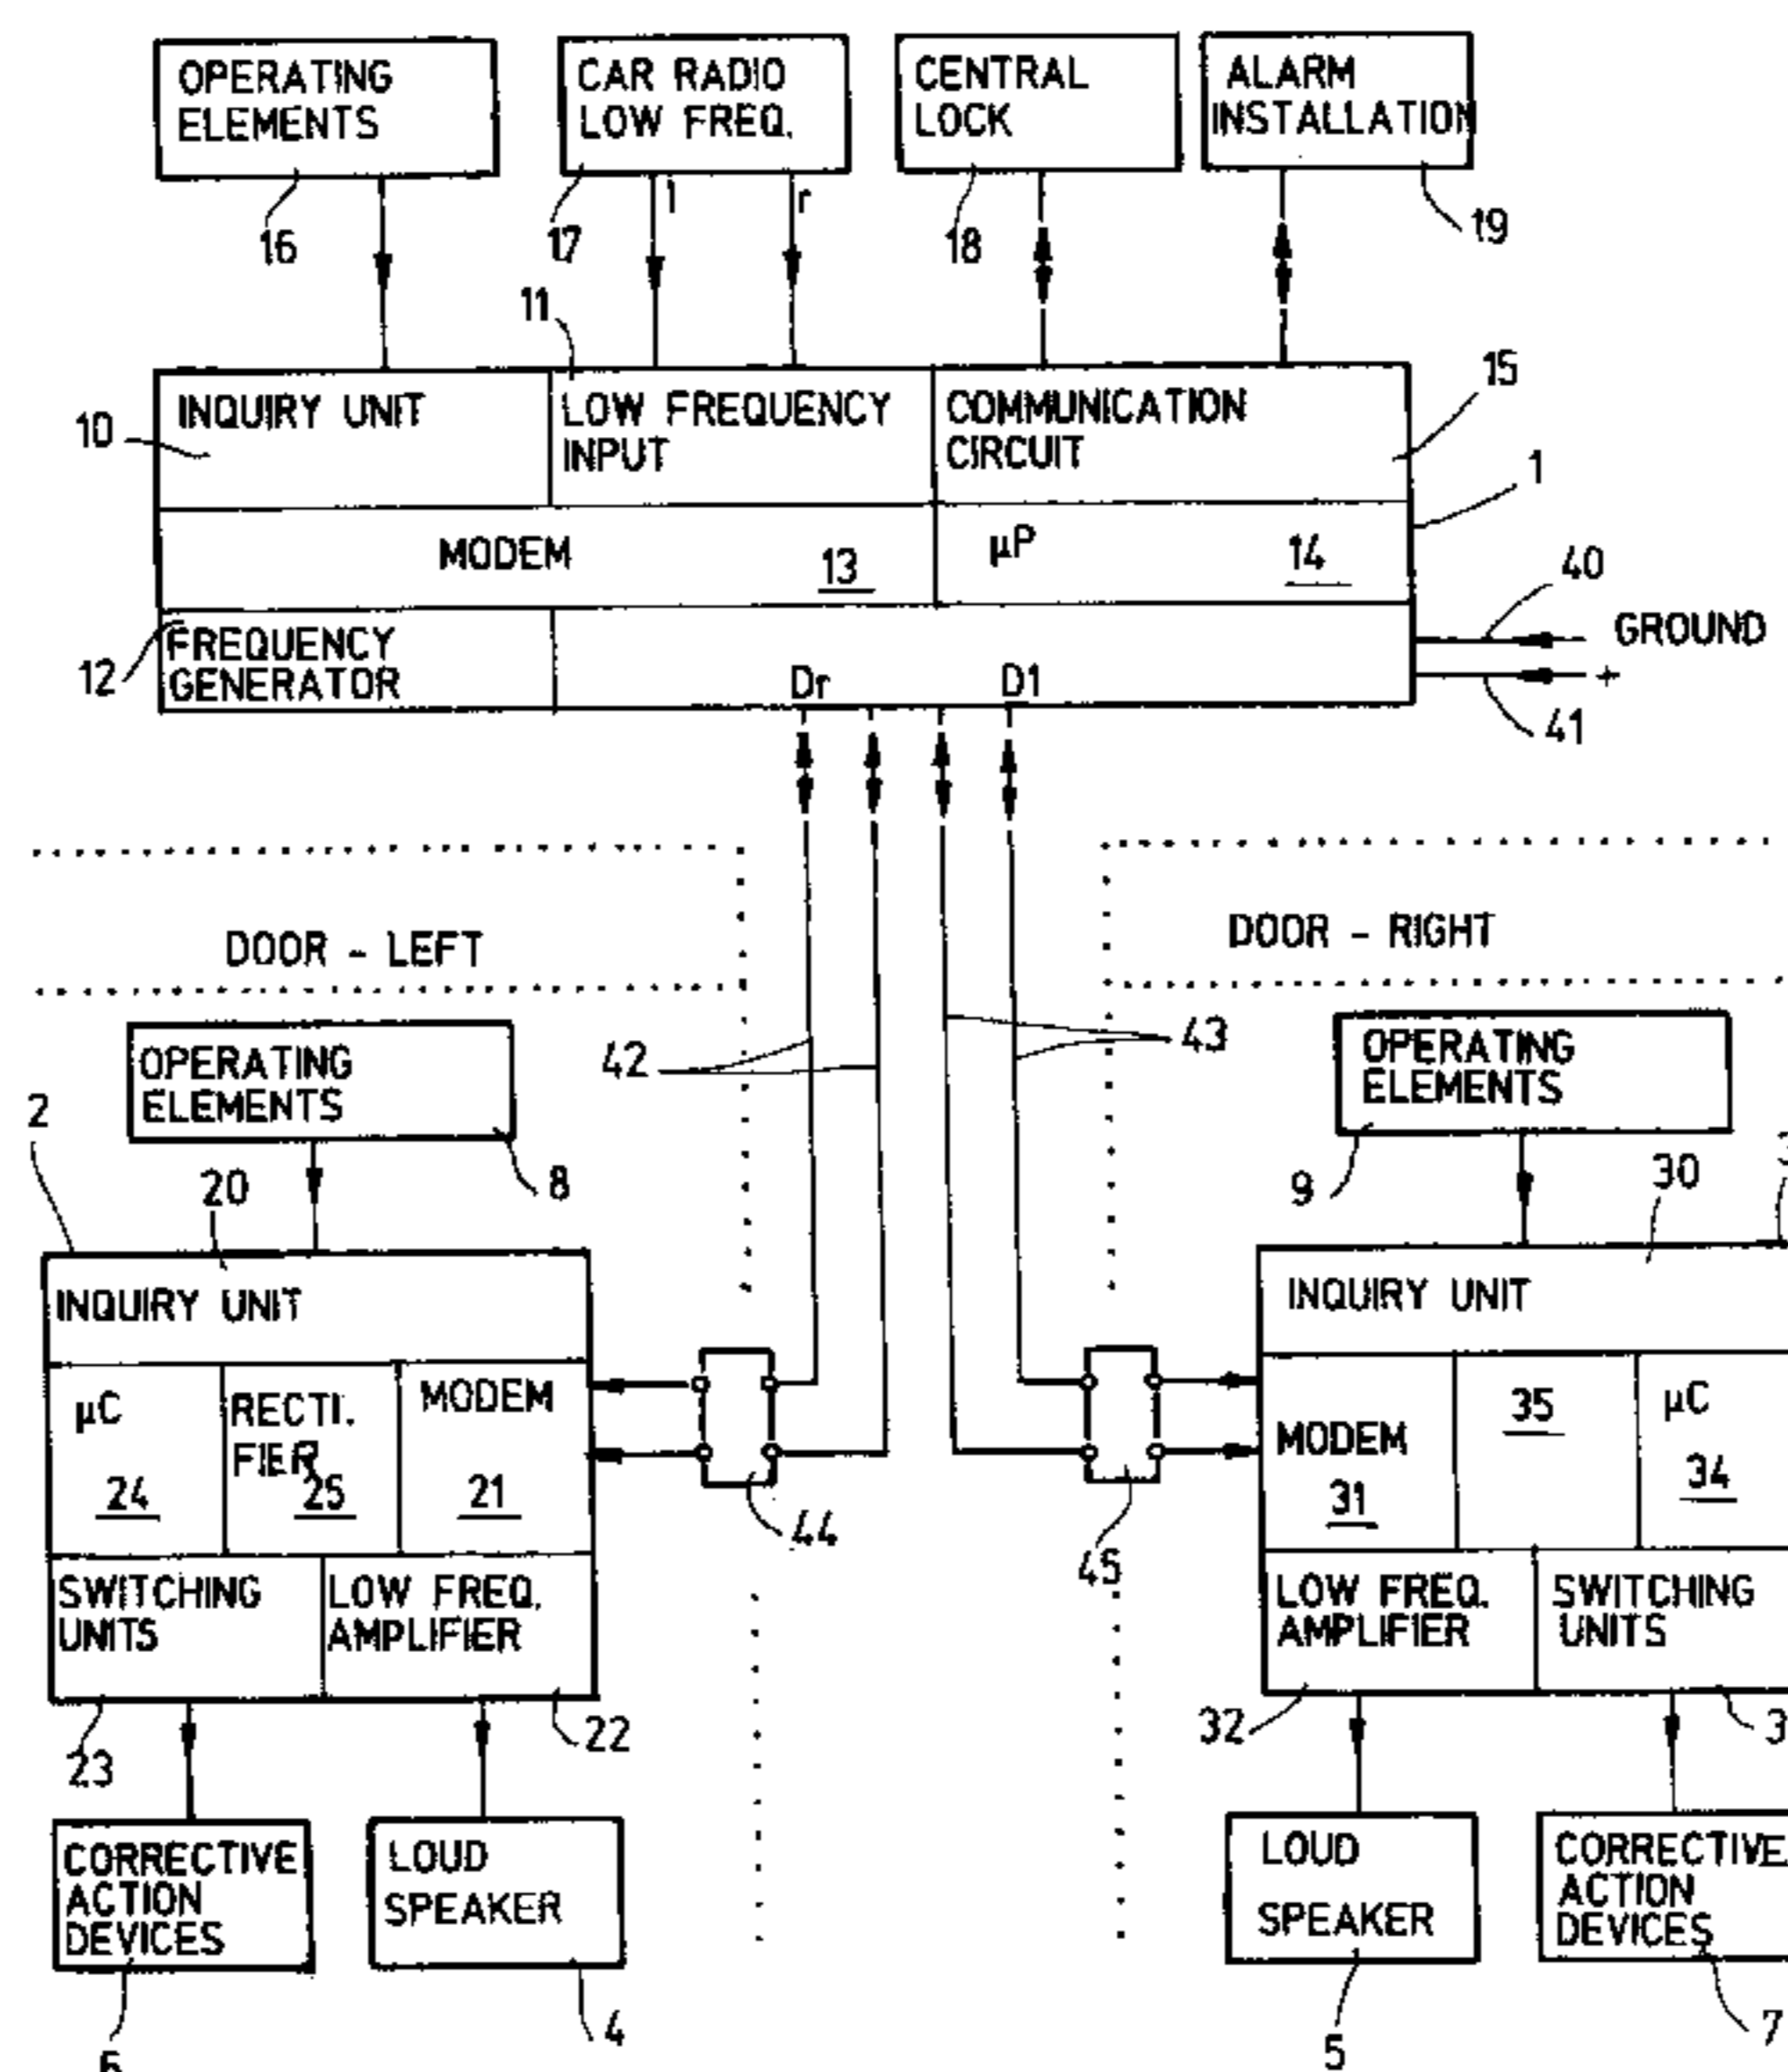 OPERATING
ELEMENTS
CAR RADIO
LOW FREQ.
CENTRAL
LOCK
ALARM
INSTALLATION
16
17
l
r
18
19
11
10
INQUIRY UNIT
LOW FREQUENCY
INPUT
COMMUNICATION
CIRCUIT
15
1
MODEM
13
µP
14
40
GROUND
12
FREQUENCY
GENERATOR
Dr
D1
+
41
DOOR - LEFT
DOOR - RIGHT
42
43
OPERATING
ELEMENTS
8
2
20
OPERATING
ELEMENTS
9
30
INQUIRY UNIT
µC
24
RECTI.
FIER
25
MODEM
21
44
45
INQUIRY UNIT
MODEM
31
35
µC
34
SWITCHING
UNITS
LOW FREQ.
AMPLIFIER
23
22
LOW FREQ.
AMPLIFIER
SWITCHING
UNITS
32
CORRECTIVE
ACTION
DEVICES
6
LOUD
SPEAKER
4
LOUD
SPEAKER
5
CORRECTIVE
ACTION
DEVICES
7